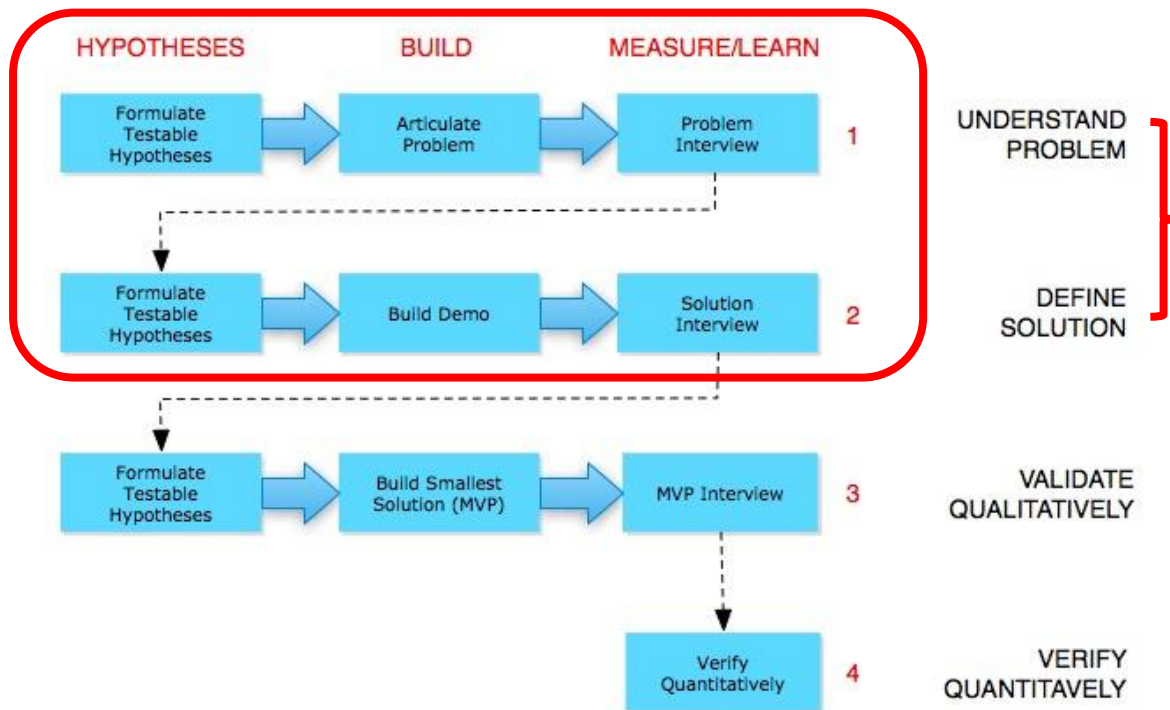 HYPOTHESES
BUILD
MEASURE/LEARN
Formulate
Testable
Hypotheses
Articulate
Problem
Problem
Interview
1
UNDERSTAND
PROBLEM
Formulate
Testable
Hypotheses
Build Demo
Solution
Interview
2
DEFINE
SOLUTION
Formulate
Testable
Hypotheses
Build Smallest
Solution (MVP)
MVP Interview
3
VALIDATE
QUALITATIVELY
Verify
Quantitatively
4
VERIFY
QUANTITAVELY